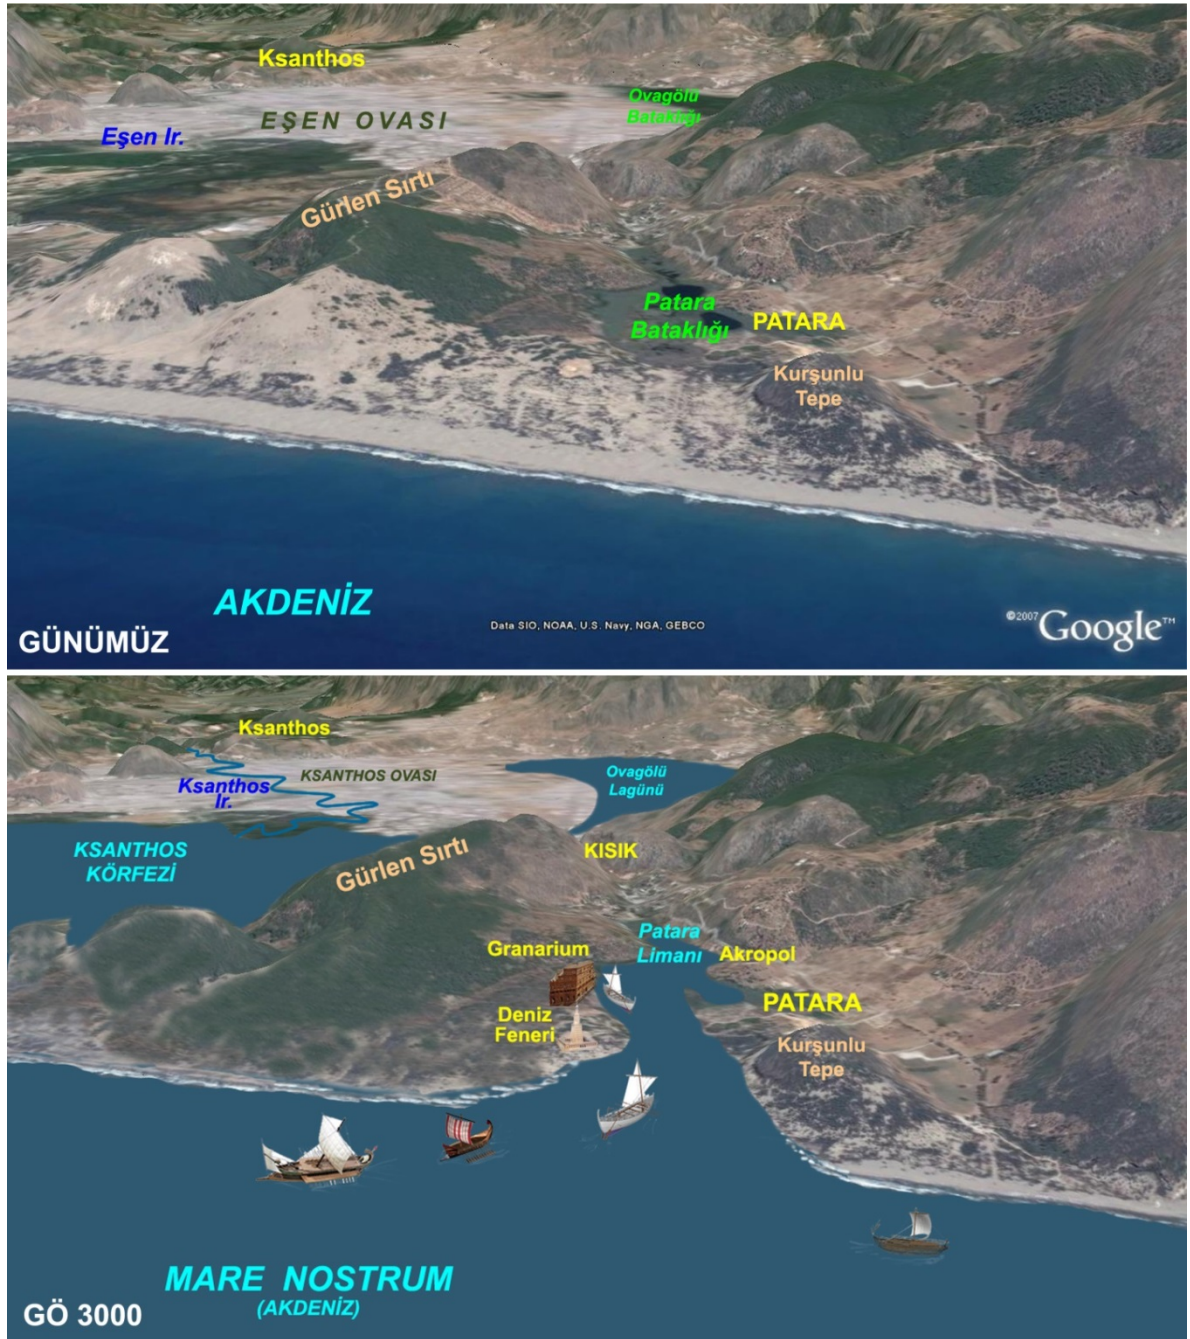 Ksanthos
Ovagölü
Bataklığı
EŞEN OVASI
Eşen Ir.
Gürlen Sırtı
Patara
Bataklığı
PATARA
Kurşunlu
Tepe
AKDENİZ
GÜNÜMÜZ
Data SIO, NOAA, U.S. Navy, NGA, GEBCO
©2007 Google™
Ksanthos
Ovagölü
Lagünü
KSANTHOS OVASI
Ksanthos
Ir.
KSANTHOS
KÖRFEZİ
Gürlen Sırtı
KISIK
Patara
Limanı
Granarium
Akropol
PATARA
Deniz
Feneri
Kurşunlu
Tepe
MARE NOSTRUM
(AKDENİZ)
GÖ 3000